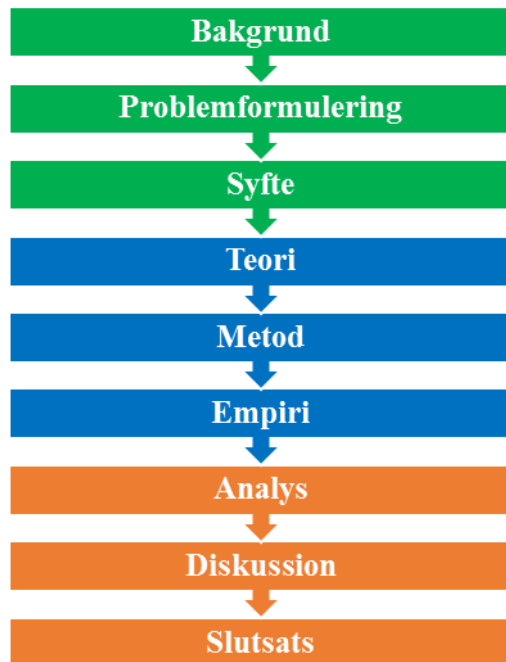 Bakgrund
Problemformulering
Syfte
Teori
Metod
Empiri
Analys
Diskussion
Slutsats